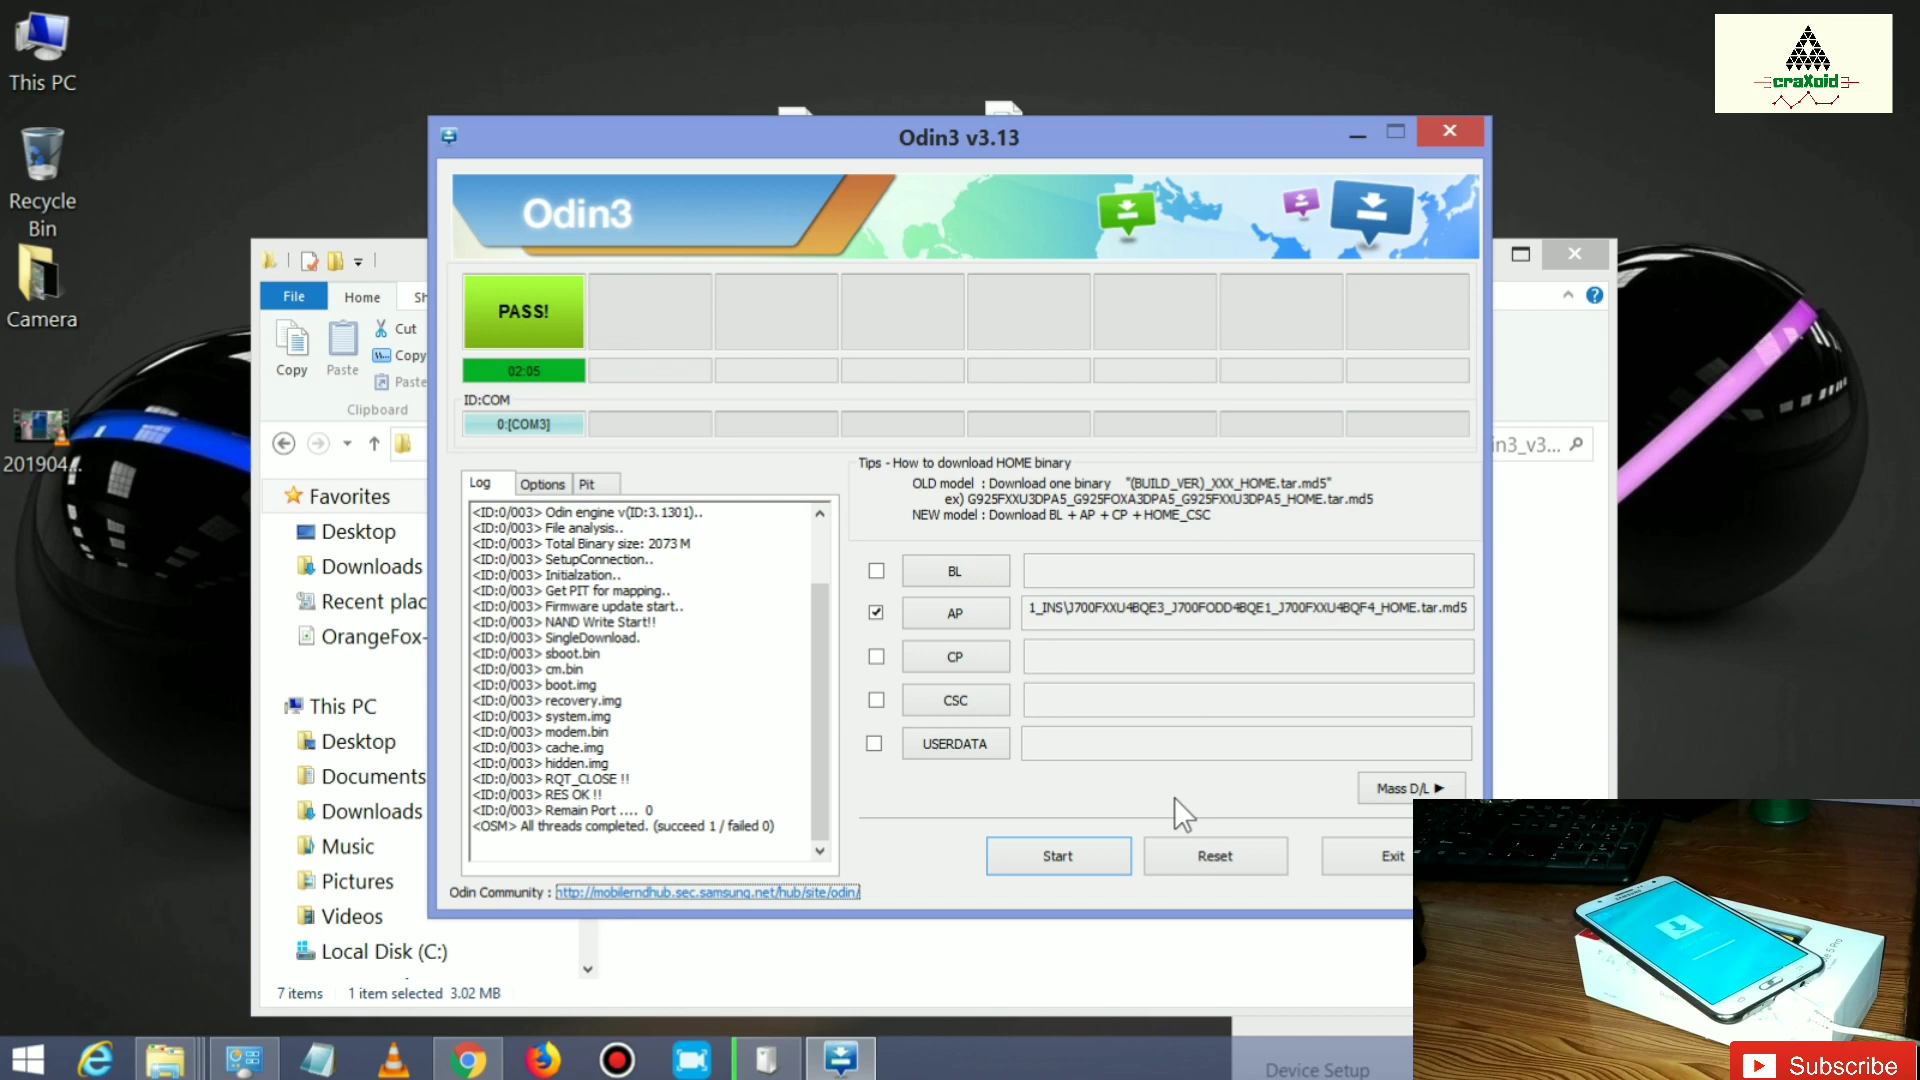 This PC
Recycle
Bin
Camera
201904...
craXoid
Odin3 v3.13
Odin3
PASS!
02:05
ID:COM
0:[COM3]
File
Home
Sh
Copy
Paste
Cut
Copy
Paste
Clipboard
in3_v3...
Favorites
Desktop
Downloads
Recent plac
OrangeFox-
This PC
Desktop
Documents
Downloads
Music
Pictures
Videos
Local Disk (C:)
7 items
1 item selected 3.02 MB
Log
Options
Pit
<ID:0/003> Odin engine v(ID:3.1301)..
<ID:0/003> File analysis..
<ID:0/003> Total Binary size: 2073 M
<ID:0/003> SetupConnection..
<ID:0/003> Initialzation..
<ID:0/003> Get PIT for mapping..
<ID:0/003> Firmware update start..
<ID:0/003> NAND Write Start!!
<ID:0/003> SingleDownload.
<ID:0/003> sboot.bin
<ID:0/003> cm.bin
<ID:0/003> boot.img
<ID:0/003> recovery.img
<ID:0/003> system.img
<ID:0/003> modem.bin
<ID:0/003> cache.img
<ID:0/003> hidden.img
<ID:0/003> RQT_CLOSE !!
<ID:0/003> RES OK !!
<ID:0/003> Remain Port .... 0
<OSM> All threads completed. (succeed 1 / failed 0)
Odin Community : http://mobilerndhub.sec.samsung.net/hub/site/odin/
Tips - How to download HOME binary
OLD model : Download one binary "(BUILD_VER)_XXX_HOME.tar.md5"
ex) G925FXXU3DPA5_G925FOXA3DPA5_G925FXXU3DPA5_HOME.tar.md5
NEW model : Download BL + AP + CP + HOME_CSC
BL
AP
1_INS\J700FXXU4BQE3_J700FODD4BQE1_J700FXXU4BQF4_HOME.tar.md5
CP
CSC
USERDATA
Mass D/L ▶
Start
Reset
Exit
Device Setup
Subscribe